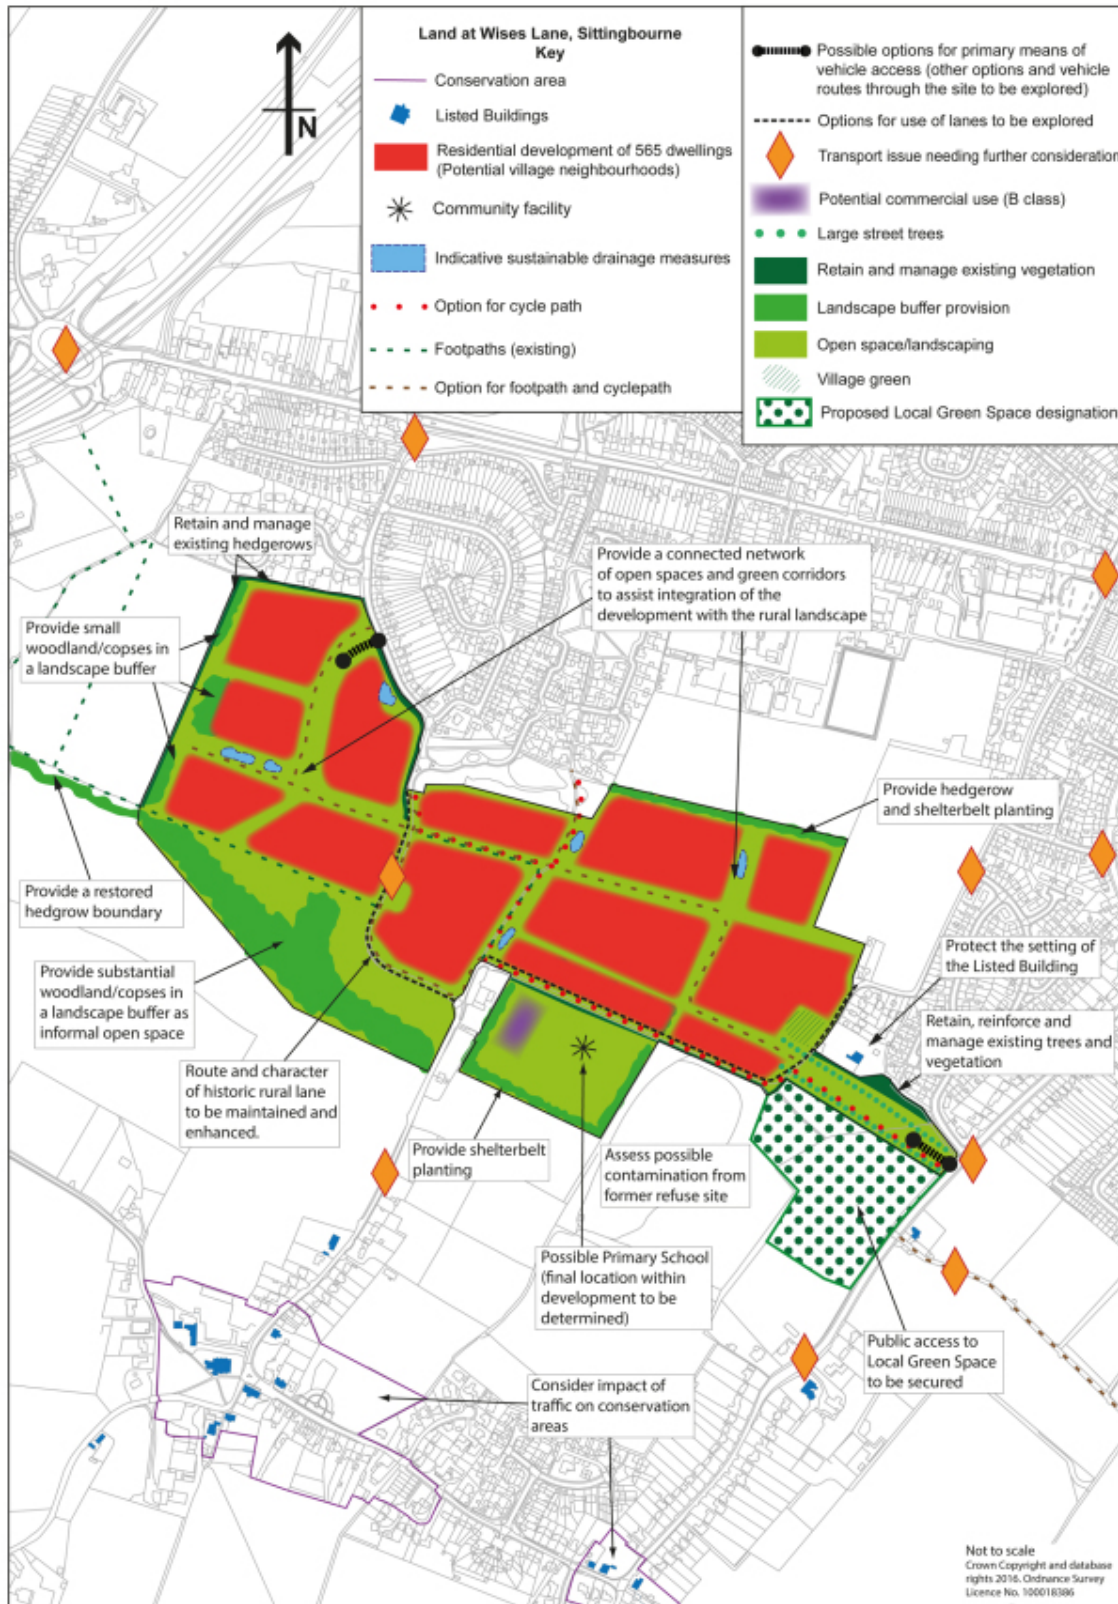 Land at Wises Lane, Sittingbourne
Key
Conservation area
Listed Buildings
Residential development of 565 dwellings
(Potential village neighbourhoods)
Community facility
Indicative sustainable drainage measures
Option for cycle path
Footpaths (existing)
Option for footpath and cyclepath
Possible options for primary means of
vehicle access (other options and vehicle
routes through the site to be explored)
Options for use of lanes to be explored
Transport issue needing further consideration
Potential commercial use (B class)
Large street trees
Retain and manage existing vegetation
Landscape buffer provision
Open space/landscaping
Village green
Proposed Local Green Space designation
N
Retain and manage
existing hedgerows
Provide a connected network
of open spaces and green corridors
to assist integration of the
development with the rural landscape
Provide small
woodland/copses in
a landscape buffer
Provide hedgerow
and shelterbelt planting
Provide a restored
hedgrow boundary
Protect the setting of
the Listed Building
Provide substantial
woodland/copses in
a landscape buffer as
informal open space
Retain, reinforce and
manage existing trees and
vegetation
Route and character
of historic rural lane
to be maintained and
enhanced.
Provide shelterbelt
planting
Assess possible
contamination from
former refuse site
Possible Primary School
(final location within
development to be
determined)
Public access to
Local Green Space
to be secured
Consider impact of
traffic on conservation
areas
Not to scale
Crown Copyright and database
rights 2016. Ordnance Survey
Licence No. 100018386